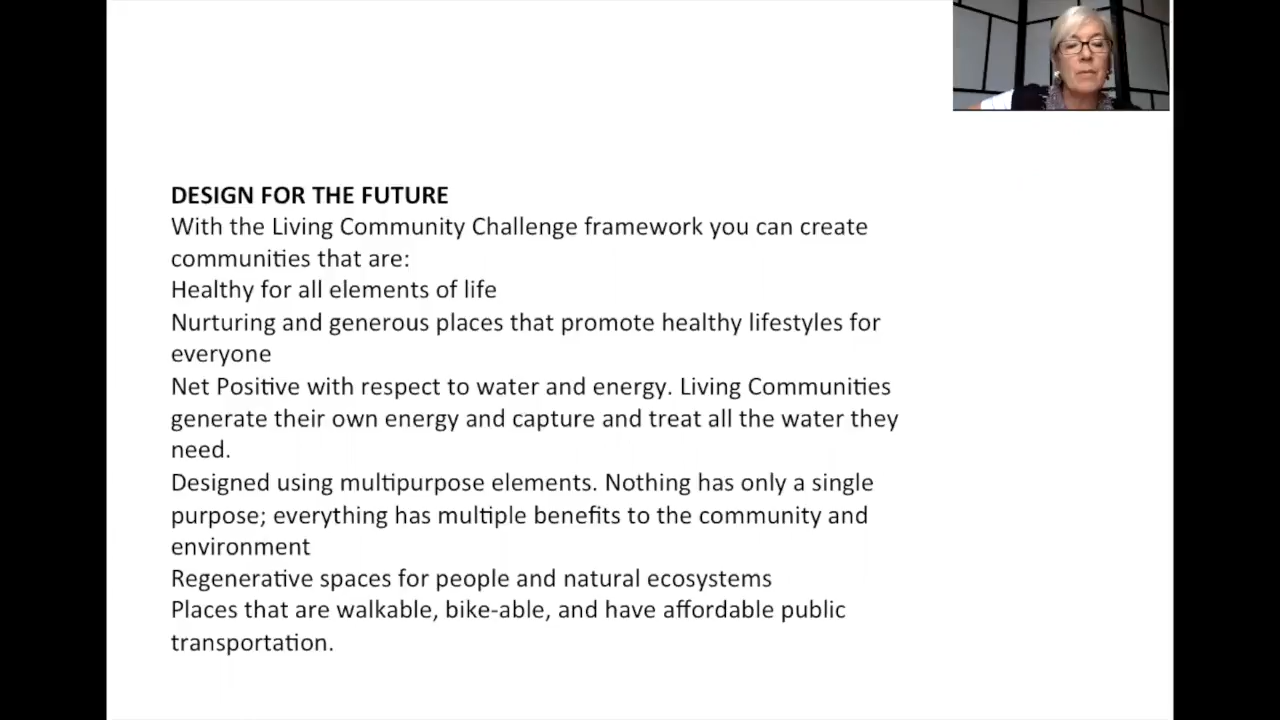 DESIGN FOR THE FUTURE
With the Living Community Challenge framework you can create
communities that are:
Healthy for all elements of life
Nurturing and generous places that promote healthy lifestyles for
everyone
Net Positive with respect to water and energy. Living Communities
generate their own energy and capture and treat all the water they
need.
Designed using multipurpose elements. Nothing has only a single
purpose; everything has multiple benefits to the community and
environment
Regenerative spaces for people and natural ecosystems
Places that are walkable, bike-able, and have affordable public
transportation.